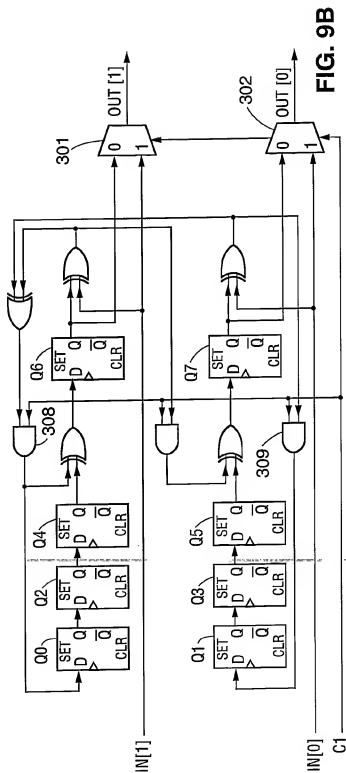 Q0
SET
D Q
Q
CLR
Q2
SET
D Q
Q
CLR
Q4
SET
D Q
Q
CLR
308
Q6
SET
D Q
Q
CLR
301
0
1
OUT [1]
IN[1]
Q1
SET
D Q
Q
CLR
Q3
SET
D Q
Q
CLR
Q5
SET
D Q
Q
CLR
309
Q7
SET
D Q
Q
CLR
302
0
1
OUT [0]
IN[0]
C1
FIG. 9B